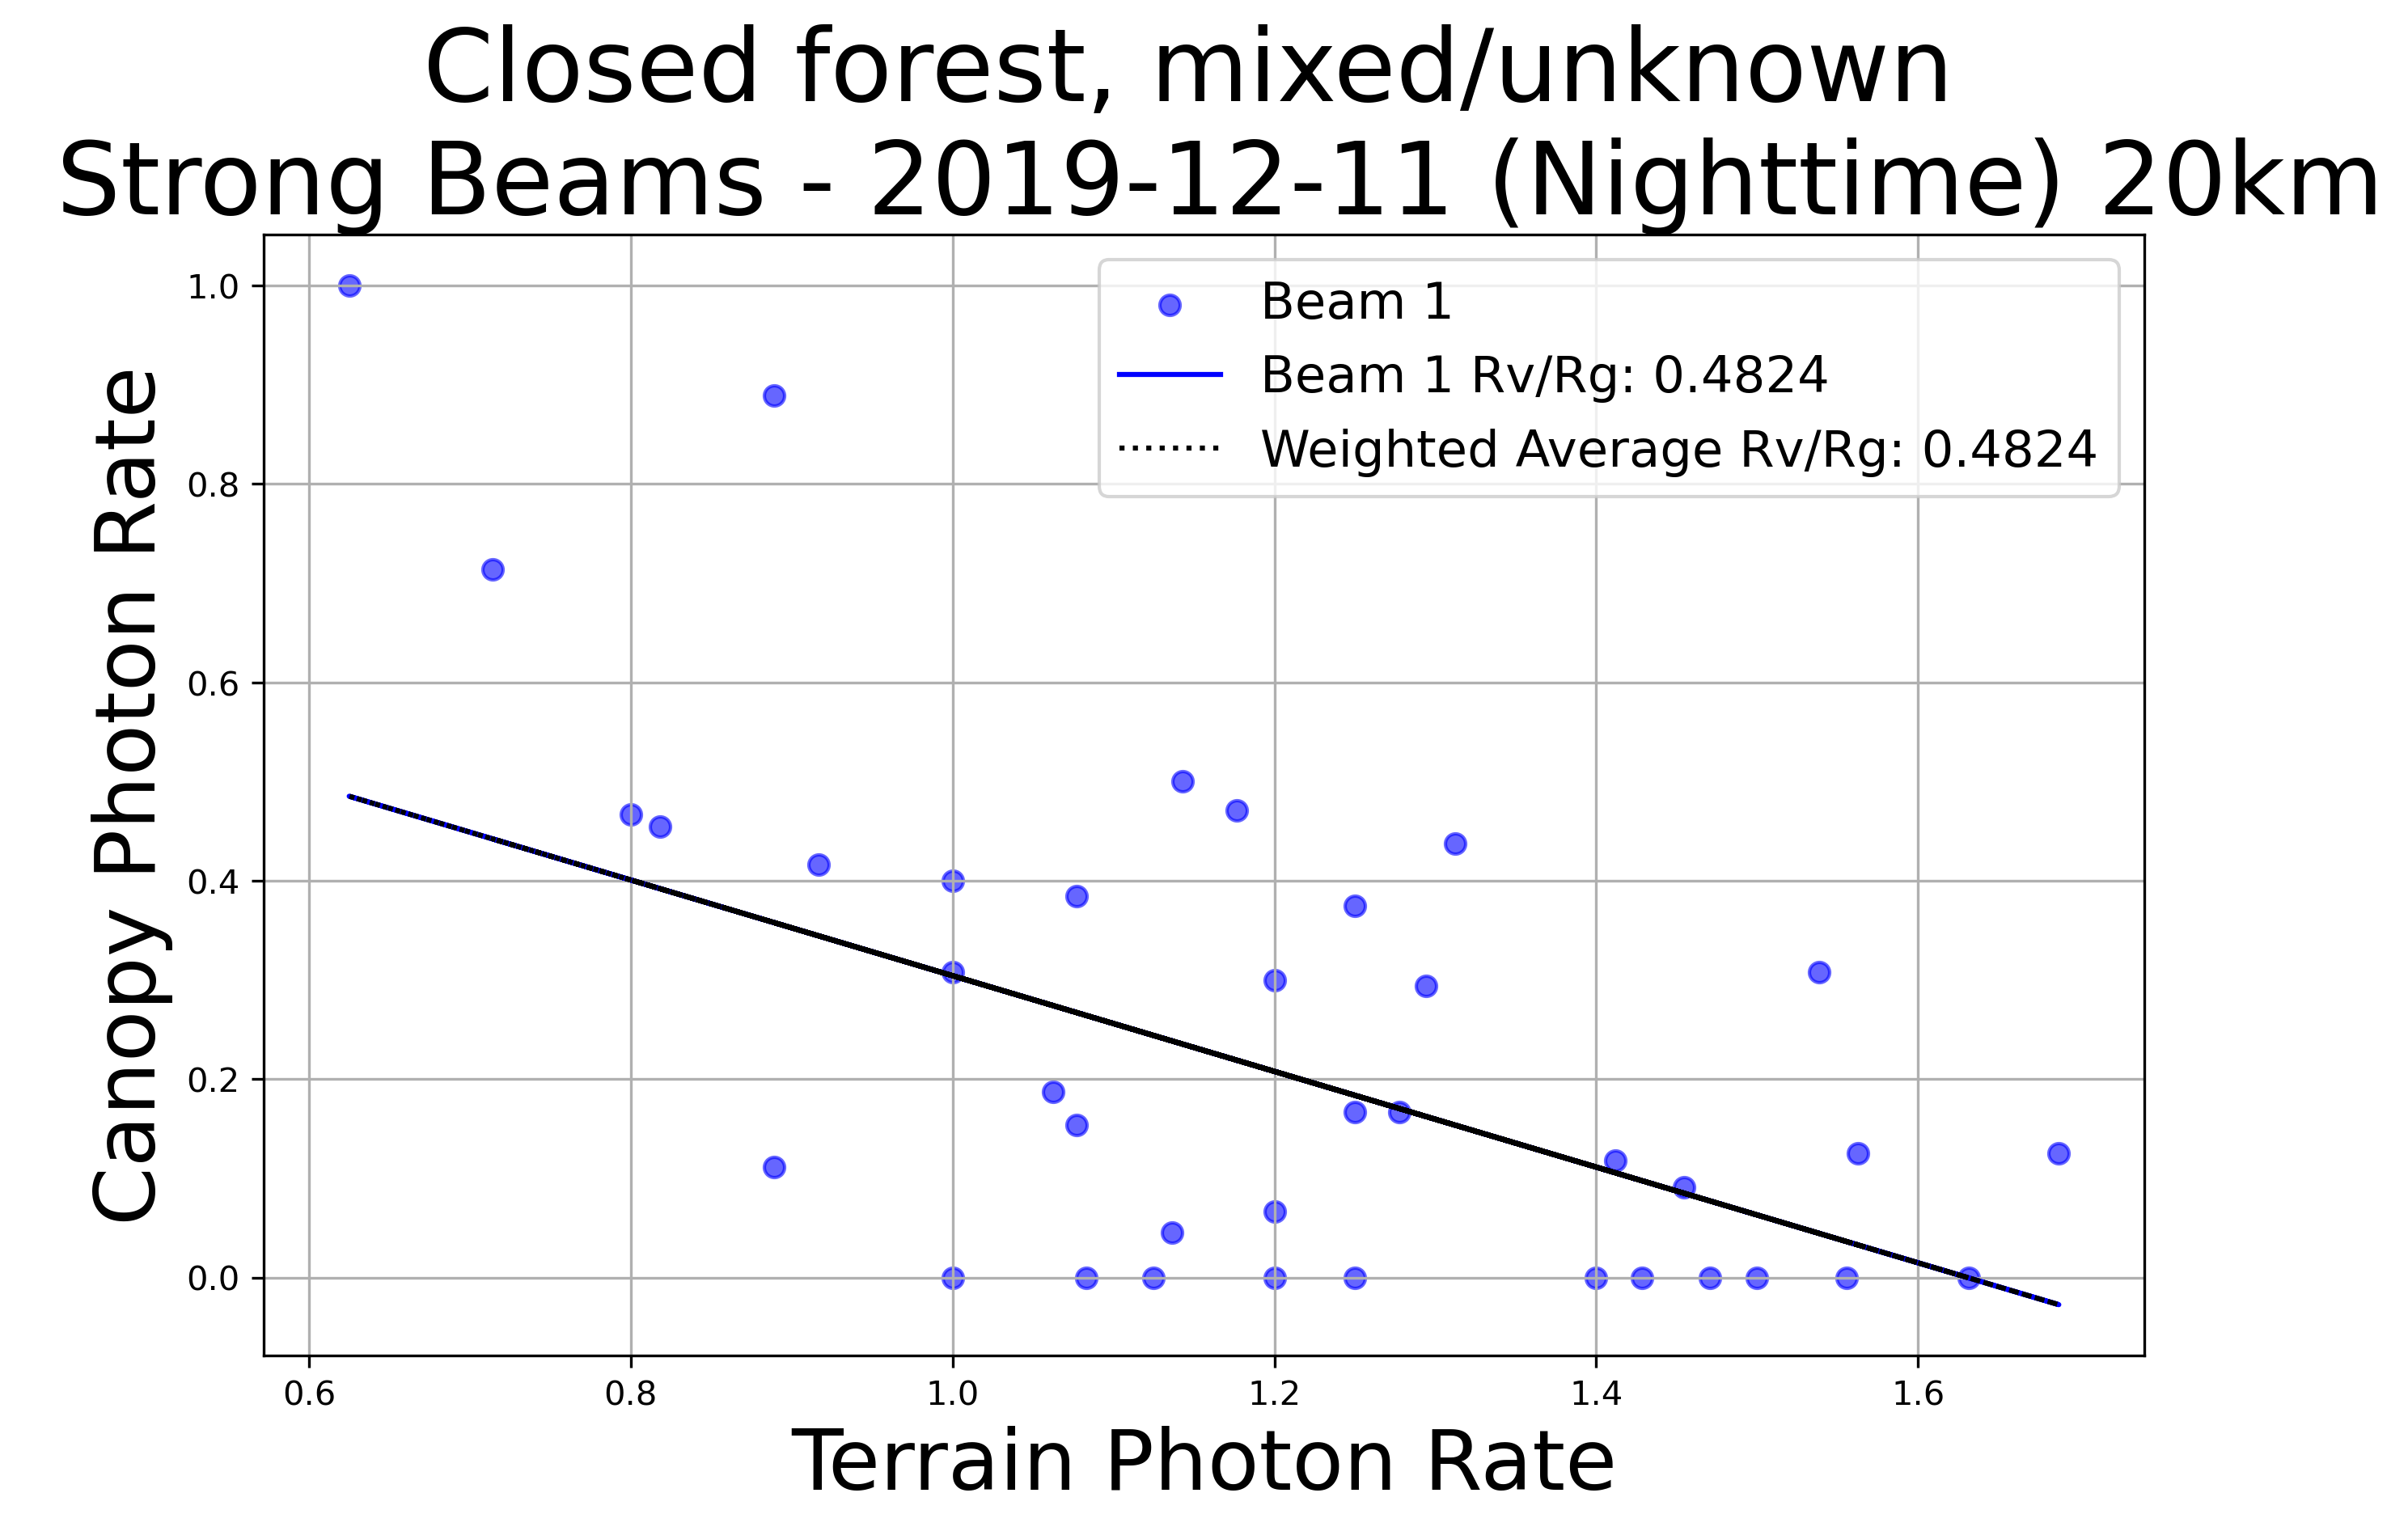 Closed forest, mixed/unknown
Strong Beams - 2019-12-11 (Nighttime) 20km
Beam 1
Beam 1 Rv/Rg: 0.4824
Weighted Average Rv/Rg: 0.4824
Canopy Photon Rate
1.0
0.8
0.6
0.4
0.2
0.0
0.6 0.8 1.0 1.2 1.4 1.6
Terrain Photon Rate